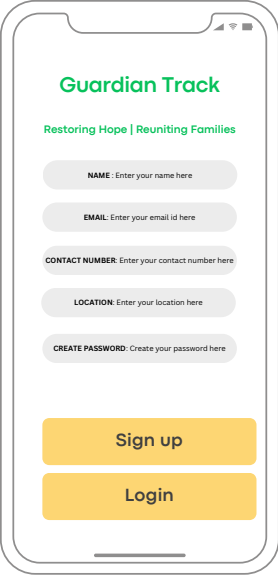 Guardian Track
Restoring Hope | Reuniting Families
NAME : Enter your name here
EMAIL: Enter your email id here
CONTACT NUMBER: Enter your contact number here
LOCATION: Enter your location here
CREATE PASSWORD: Create your password here
Sign up
Login